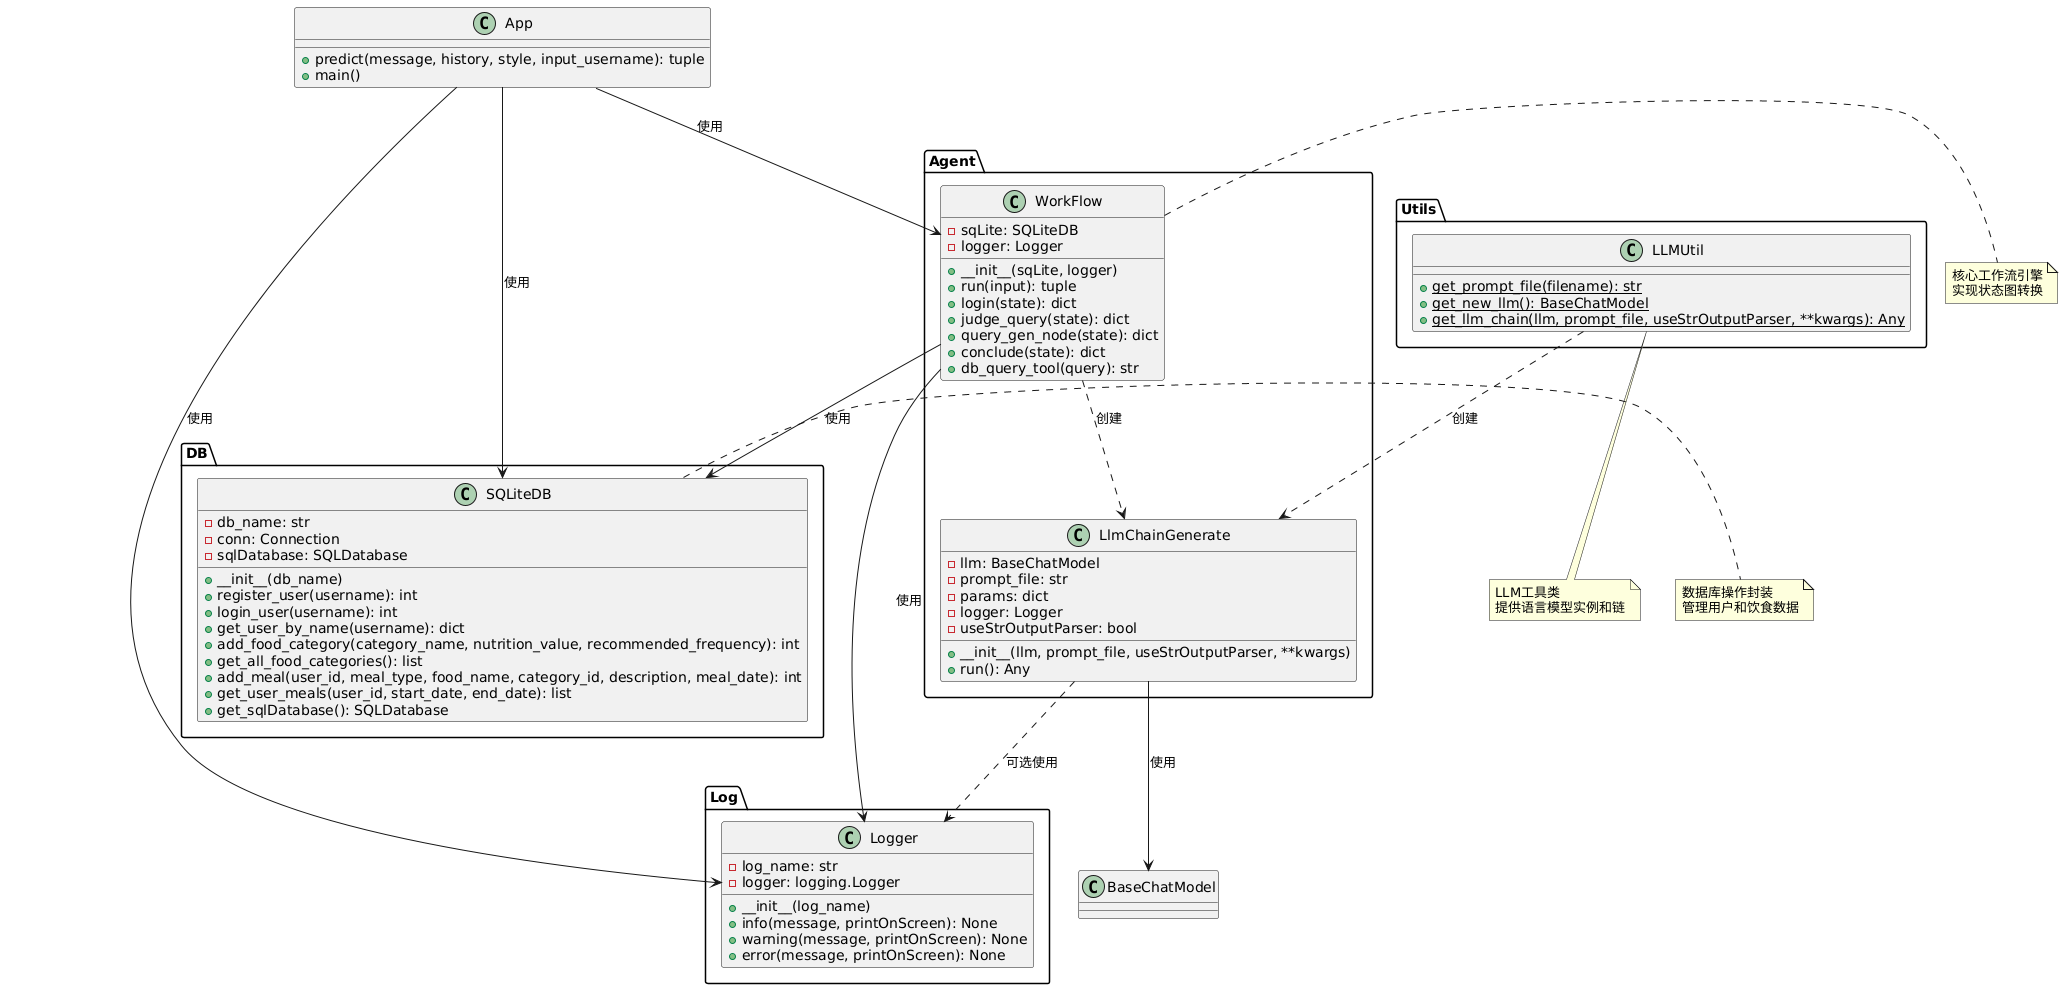 C App
predict(message, history, style, input_username): tuple
main()
使用
使用
使用
Agent
C WorkFlow
sqLite: SQLiteDB
logger: Logger
__init__(sqLite, logger)
run(input): tuple
login(state): dict
judge_query(state): dict
query_gen_node(state): dict
conclude(state): dict
db_query_tool(query): str
Utils
C LLMUtil
get_prompt_file(filename): str
get_new_llm(): BaseChatModel
get_llm_chain(llm, prompt_file, useStrOutputParser, **kwargs): Any
核心工作流引擎
实现状态图转换
使用
创建
创建
DB
C SQLiteDB
db_name: str
conn: Connection
sqlDatabase: SQLDatabase
__init__(db_name)
register_user(username): int
login_user(username): int
get_user_by_name(username): dict
add_food_category(category_name, nutrition_value, recommended_frequency): int
get_all_food_categories(): list
add_meal(user_id, meal_type, food_name, category_id, description, meal_date): int
get_user_meals(user_id, start_date, end_date): list
get_sqlDatabase(): SQLDatabase
使用
C LlmChainGenerate
llm: BaseChatModel
prompt_file: str
params: dict
logger: Logger
useStrOutputParser: bool
__init__(llm, prompt_file, useStrOutputParser, **kwargs)
run(): Any
LLM工具类
提供语言模型实例和链
数据库操作封装
管理用户和饮食数据
可选使用
使用
Log
C Logger
log_name: str
logger: logging.Logger
__init__(log_name)
info(message, printOnScreen): None
warning(message, printOnScreen): None
error(message, printOnScreen): None
C BaseChatModel